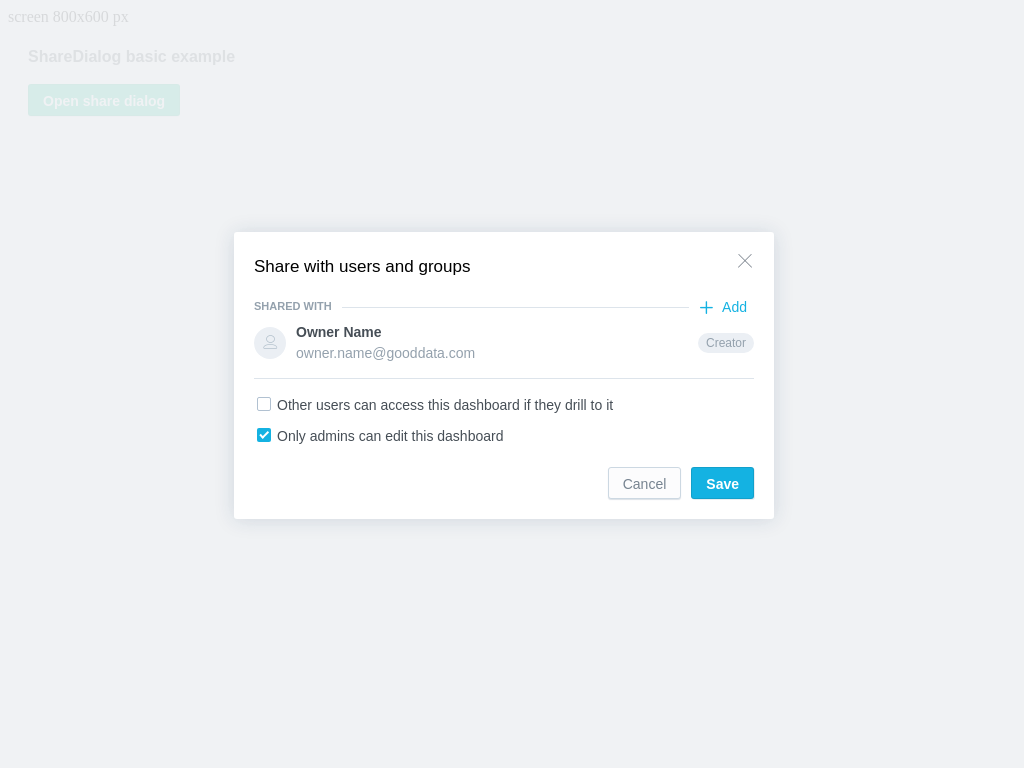 screen 800x600 px
ShareDialog basic example
Open share dialog
Share with users and groups
SHARED WITH
Add
Owner Name
owner.name@gooddata.com
Creator
Other users can access this dashboard if they drill to it
Only admins can edit this dashboard
Cancel
Save